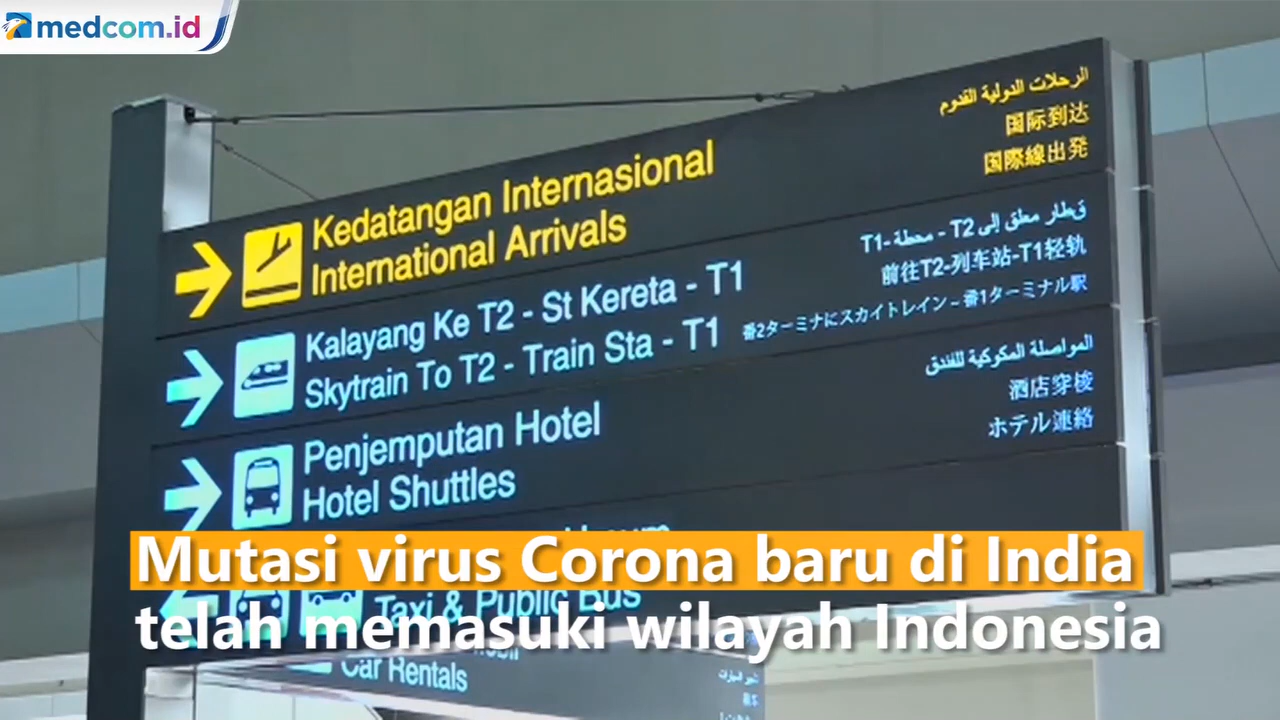 medcom.id
Kedatangan Internasional
International Arrivals
الرحلات الدولية القدوم
国际到达
国際線出発
Kalayang Ke T2 - St Kereta - T1
Skytrain To T2 - Train Sta - T1
قطار معلق إلى T2 - محطة -T1
前往T2-列车站-T1轻轨
番2ターミナにスカイトレイン – 番1ターミナル駅
Penjemputan Hotel
Hotel Shuttles
المواصلة المكوكية للفندق
酒店穿梭
ホテル連絡
Mutasi virus Corona baru di India
telah memasuki wilayah Indonesia
Taxi & Public Bus
Car Rentals